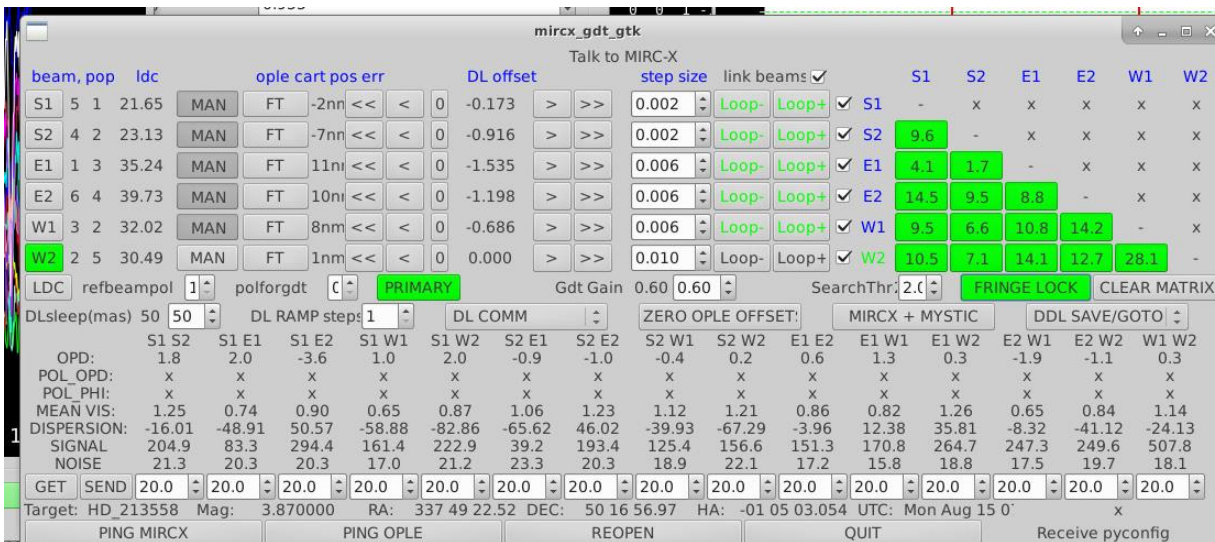 mircx_gdt_gtk
Talk to MIRC-X
beam, pop ldc ople cart pos err DL offset step size link beams S1 S2 E1 E2 W1 W2
S1 5 1 21.65 MAN FT -2nm << < 0 -0.173 > >> 0.002 Loop- Loop+ S1 - x x x x x
S2 4 2 23.13 MAN FT -7nm << < 0 -0.916 > >> 0.002 Loop- Loop+ S2 9.6 - x x x x
E1 1 3 35.24 MAN FT 11nm << < 0 -1.535 > >> 0.006 Loop- Loop+ E1 4.1 1.7 - x x x
E2 6 4 39.73 MAN FT 10nm << < 0 -1.198 > >> 0.006 Loop- Loop+ E2 14.5 9.5 8.8 - x x
W1 3 2 32.02 MAN FT 8nm << < 0 -0.686 > >> 0.006 Loop- Loop+ W1 9.5 6.6 10.8 14.2 - x
W2 2 5 30.49 MAN FT 1nm << < 0 0.000 > >> 0.010 Loop- Loop+ W2 10.5 7.1 14.1 12.7 28.1 -
LDC refbeampol 1 polforgdt PRIMARY Gdt Gain 0.60 0.60 SearchThr: 2.0 FRINGE LOCK CLEAR MATRIX
DLsleep(mas) 50 50 DL RAMP steps 1 DL COMM ZERO OPLE OFFSET: MIRCX + MYSTIC DDL SAVE/GOTO
S1 S2 S1 E1 S1 E2 S1 W1 S1 W2 S2 E1 S2 E2 S2 W1 S2 W2 E1 E2 E1 W1 E1 W2 E2 W1 E2 W2 W1 W2
OPD: 1.8 2.0 -3.6 1.0 2.0 -0.9 -1.0 -0.4 0.2 0.6 1.3 0.3 -1.9 -1.1 0.3
POL_OPD: x x x x x x x x x x x x x x x
POL_PHI: x x x x x x x x x x x x x x x
MEAN VIS: 1.25 0.74 0.90 0.65 0.87 1.06 1.23 1.12 1.21 0.86 0.82 1.26 0.65 0.84 1.14
DISPERSION: -16.01 -48.91 50.57 -58.88 -82.86 -65.62 46.02 -39.93 -67.29 -3.96 12.38 35.81 -8.32 -41.12 -24.13
SIGNAL 204.9 83.3 294.4 161.4 222.9 39.2 193.4 125.4 156.6 151.3 170.8 264.7 247.3 249.6 507.8
NOISE 21.3 20.3 20.3 17.0 21.2 23.3 20.3 18.9 22.1 17.2 15.8 18.8 17.5 19.7 18.1
GET SEND 20.0 20.0 20.0 20.0 20.0 20.0 20.0 20.0 20.0 20.0 20.0 20.0 20.0 20.0 20.0
Target: HD_213558 Mag: 3.870000 RA: 337 49 22.52 DEC: 50 16 56.97 HA: -01 05 03.054 UTC: Mon Aug 15 x
PING MIRCX PING OPLE REOPEN QUIT Receive pyconfig